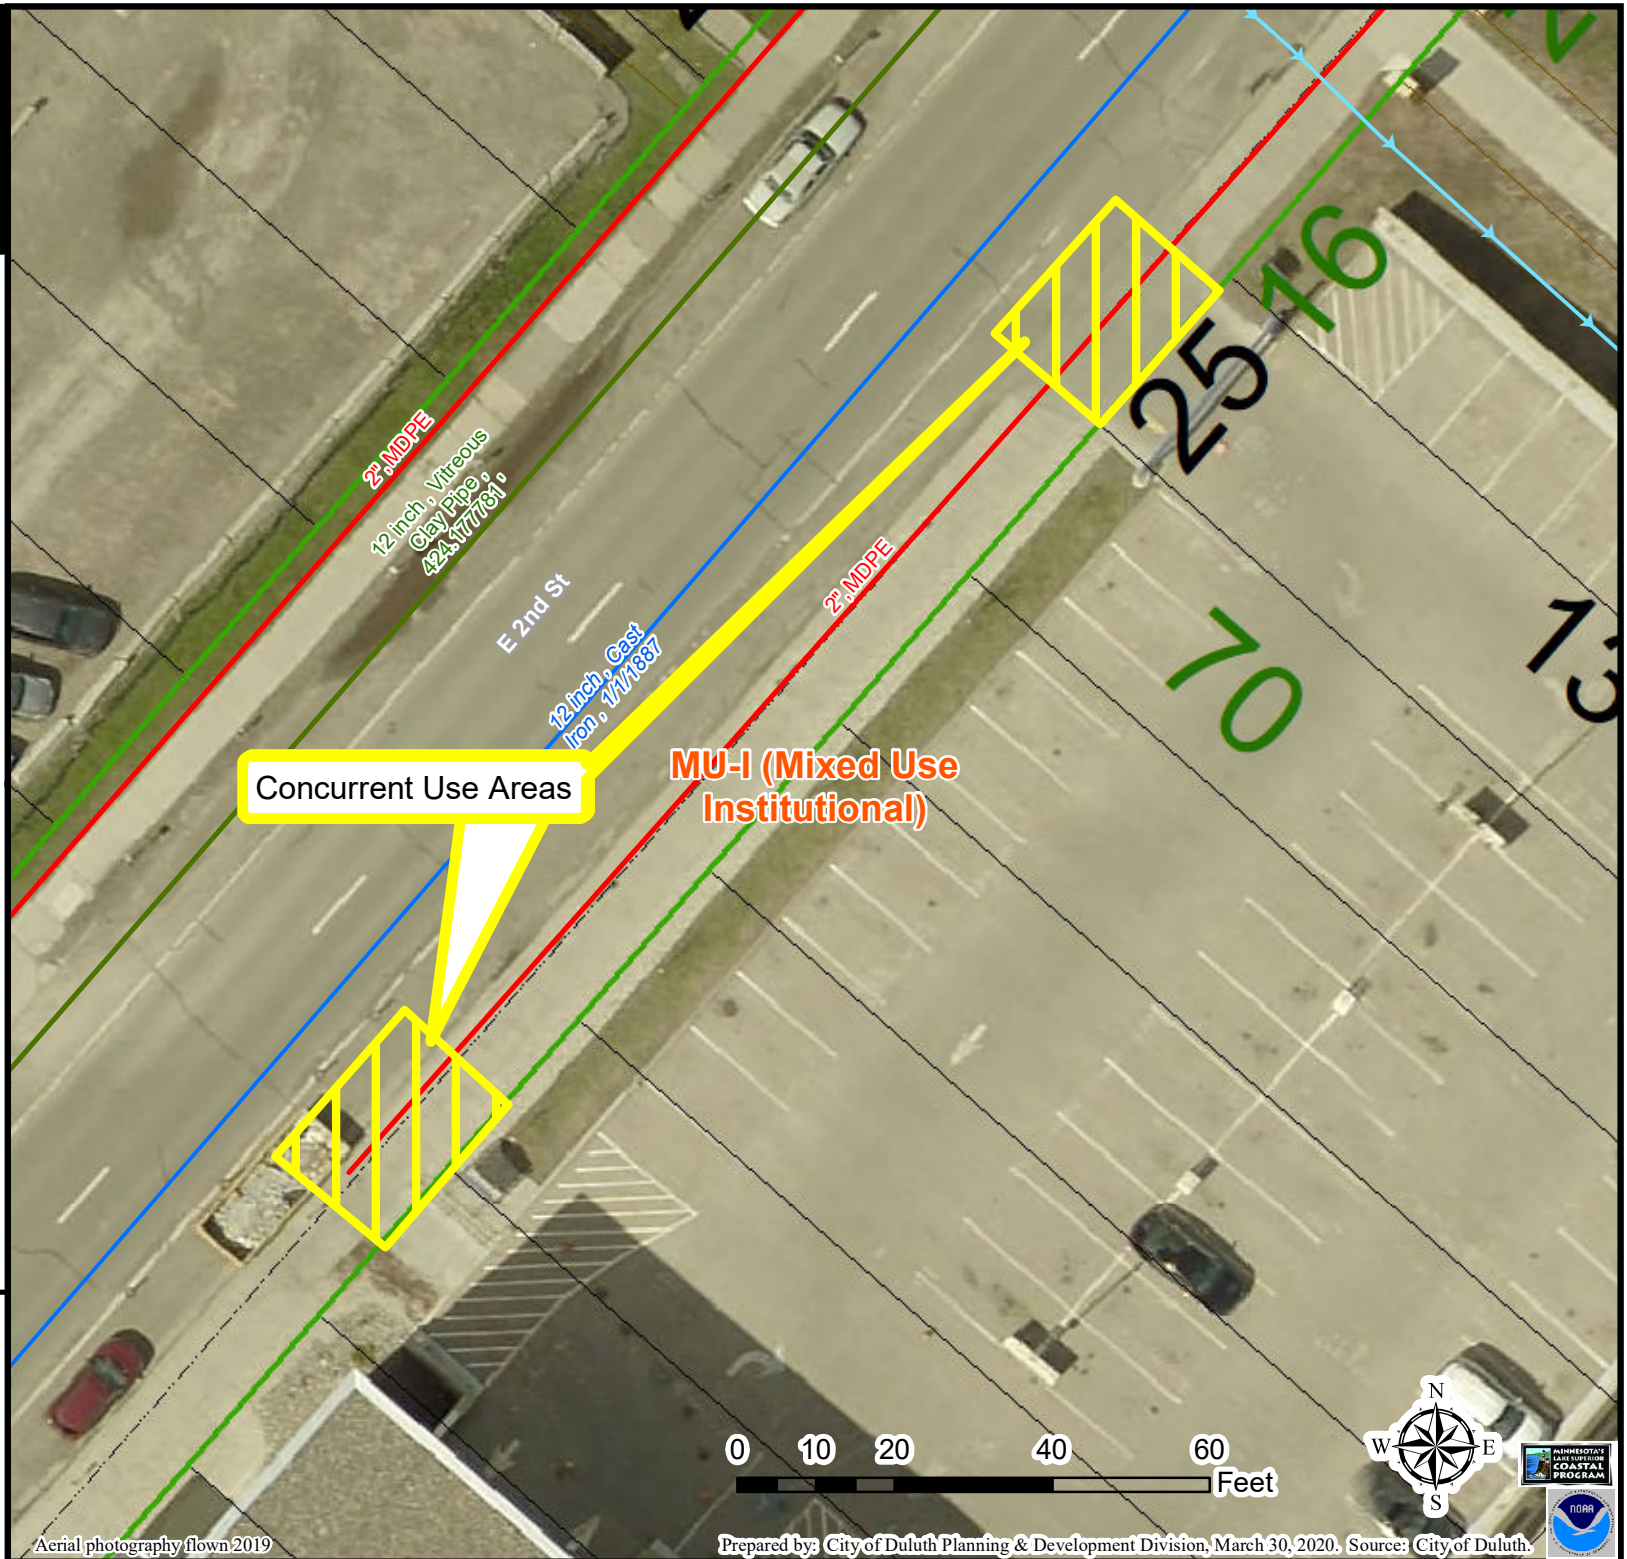 16
25
2", MDPE
12 inch , Vitreous
Clay Pipe ,
424.177781 ,
2", MDPE
E 2nd St
12 inch , Cast
Iron , 1/1/1887
70
13
Concurrent Use Areas
MU-I (Mixed Use
Institutional)
0 10 20 40 60
Feet
N
W E
S
MINNESOTA'S
LAKE SUPERIOR
COASTAL
PROGRAM
NOAA
Aerial photography flown 2019
Prepared by: City of Duluth Planning & Development Division, March 30, 2020. Source: City of Duluth.